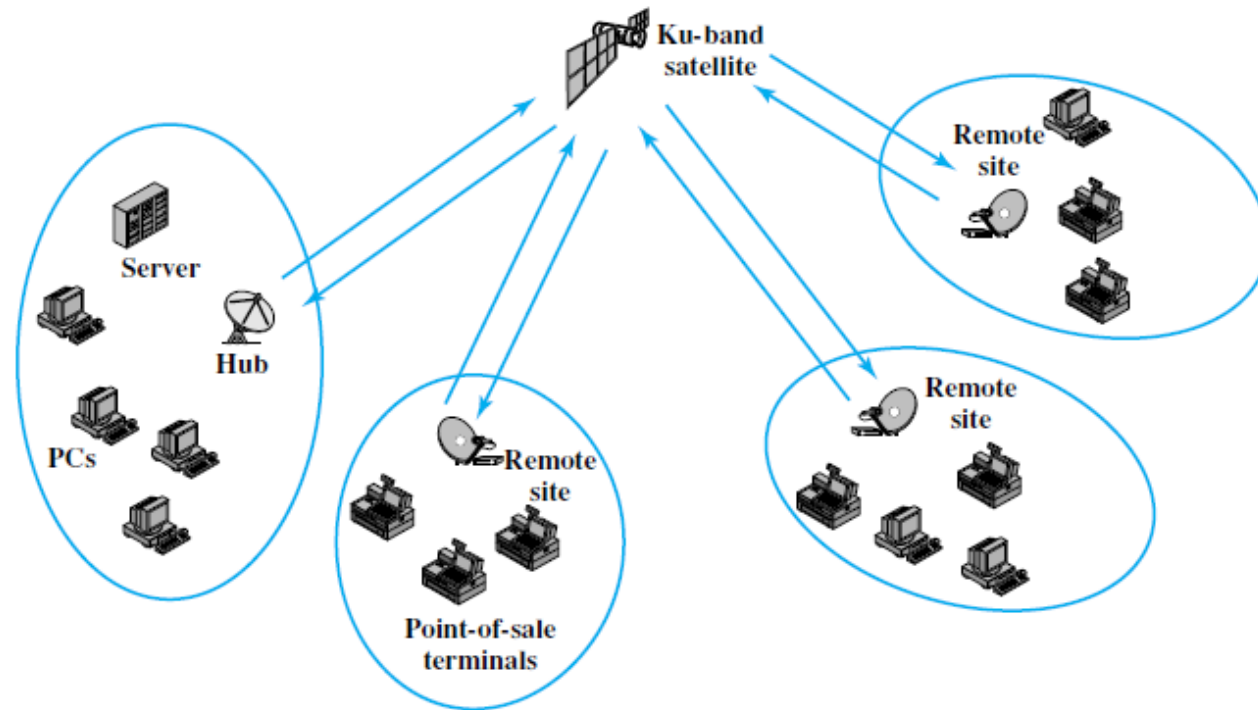 Ku-band
satellite
Remote
site
Server
Hub
PCs
Remote
site
Remote
site
Point-of-sale
terminals